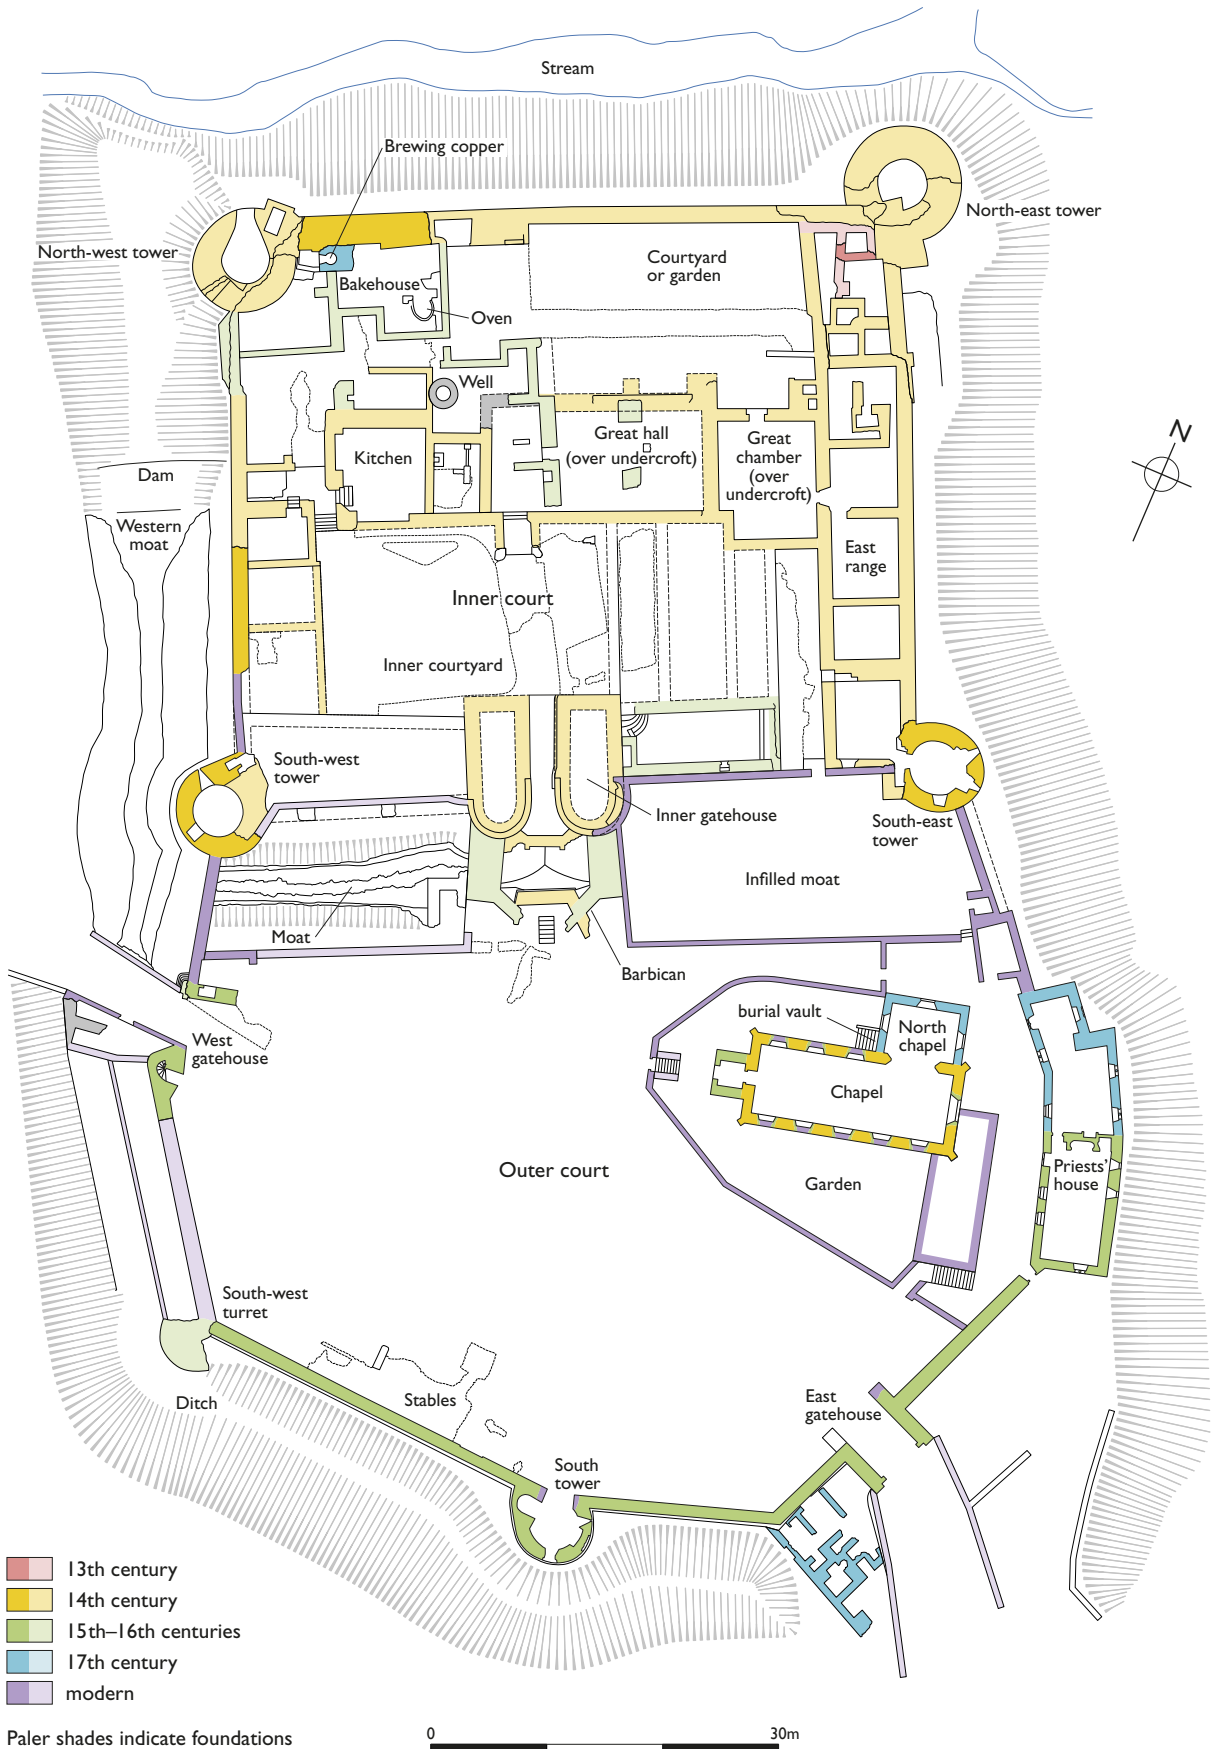 Stream
Brewing copper
North-east tower
North-west tower
Courtyard
or garden
Bakehouse
Oven
Well
Great hall
(over undercroft)
Great
chamber
(over
undercroft)
Kitchen
N
Dam
Western
moat
East
range
Inner court
Inner courtyard
South-west
tower
Inner gatehouse
South-east
tower
Infilled moat
Moat
Barbican
burial vault
North
chapel
West
gatehouse
Chapel
Outer court
Priests'
house
Garden
South-west
turret
Ditch
Stables
East
gatehouse
South
tower
13th century
14th century
15th–16th centuries
17th century
modern
Paler shades indicate foundations
0 30m